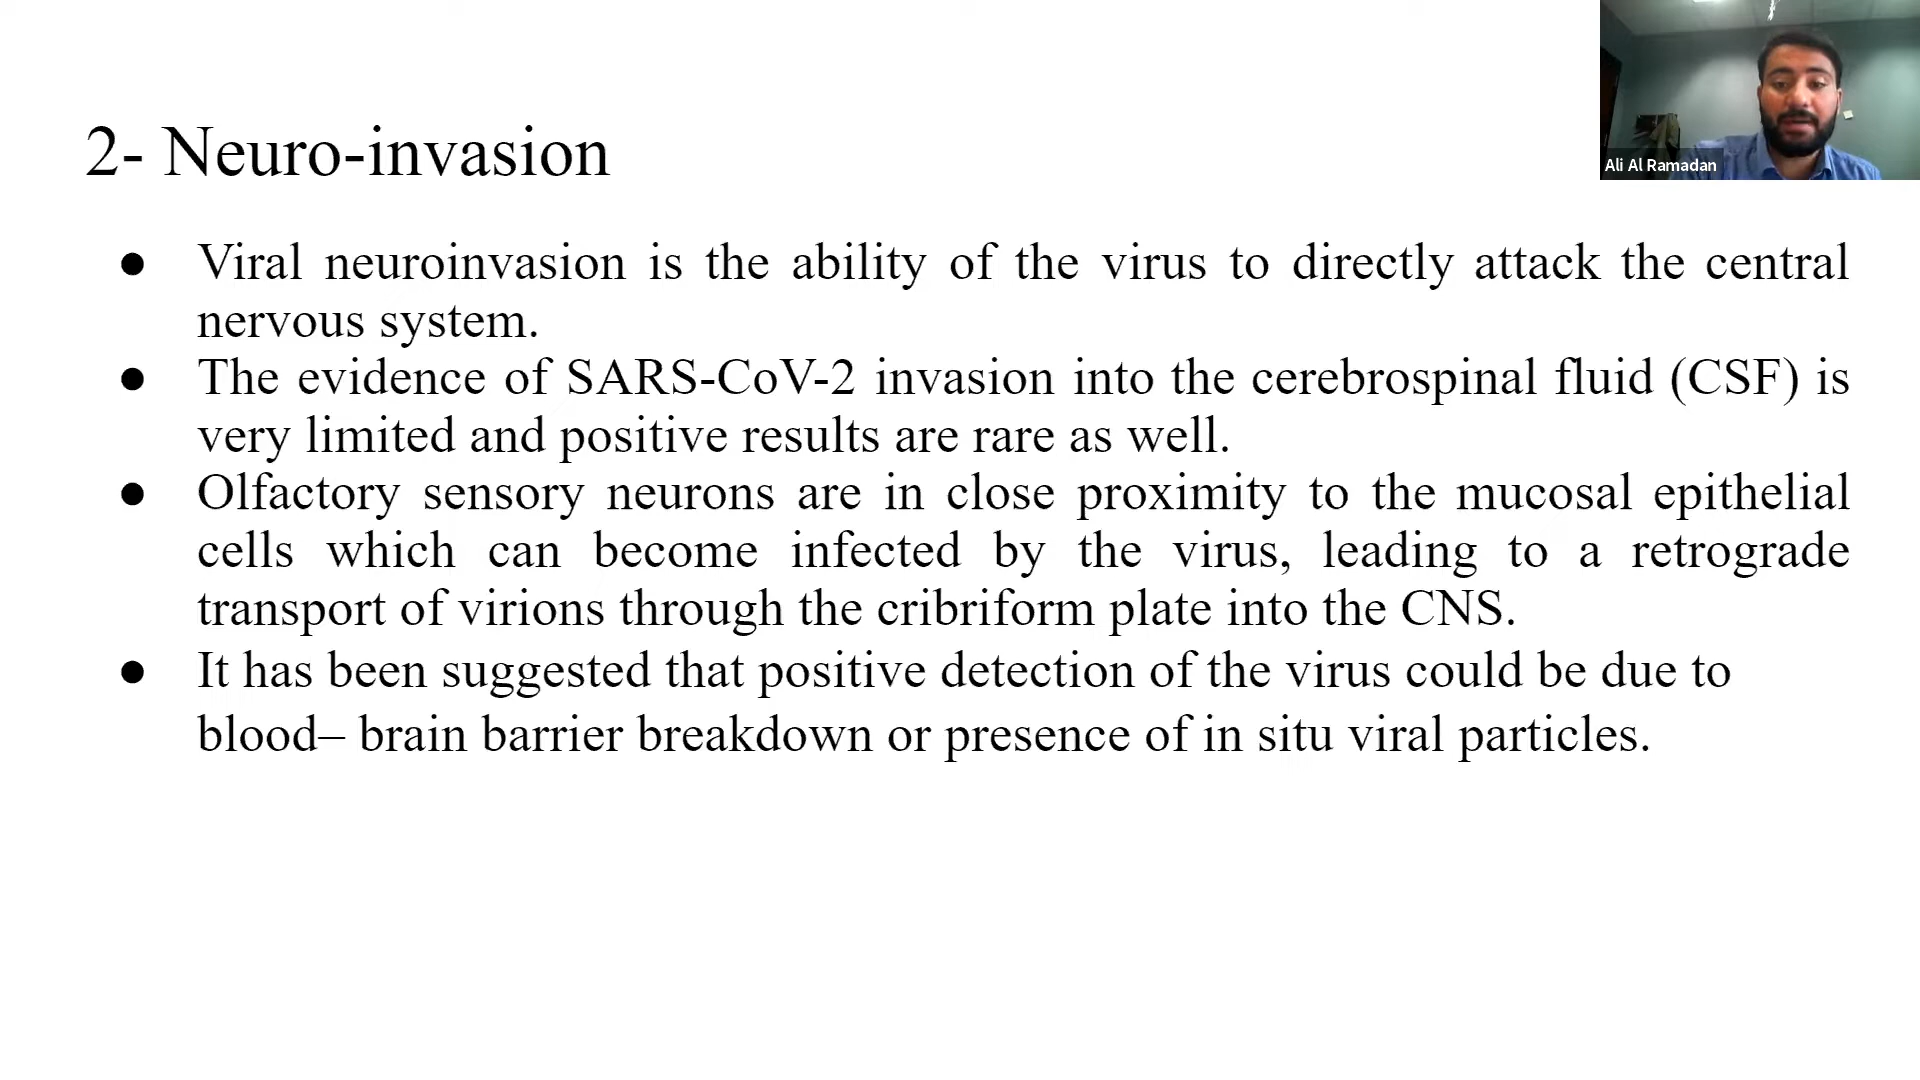 Ali Al Ramadan
2- Neuro-invasion
● Viral neuroinvasion is the ability of the virus to directly attack the central
nervous system.
● The evidence of SARS-CoV-2 invasion into the cerebrospinal fluid (CSF) is
very limited and positive results are rare as well.
● Olfactory sensory neurons are in close proximity to the mucosal epithelial
cells which can become infected by the virus, leading to a retrograde
transport of virions through the cribriform plate into the CNS.
● It has been suggested that positive detection of the virus could be due to
blood– brain barrier breakdown or presence of in situ viral particles.